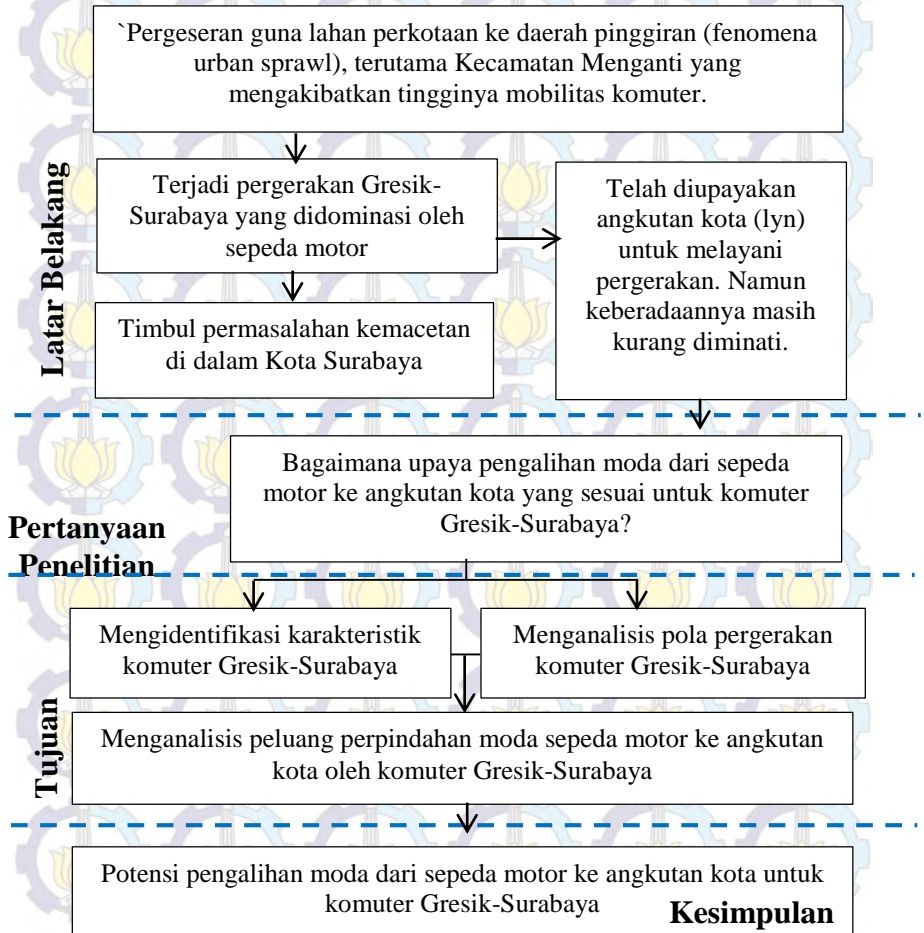 `Pergeseran guna lahan perkotaan ke daerah pinggiran (fenomena
urban sprawl), terutama Kecamatan Menganti yang
mengakibatkan tingginya mobilitas komuter.
Latar Belakang
Terjadi pergerakan Gresik-
Surabaya yang didominasi oleh
sepeda motor
Telah diupayakan
angkutan kota (lyn)
untuk melayani
pergerakan. Namun
keberadaannya masih
kurang diminati.
Timbul permasalahan kemacetan
di dalam Kota Surabaya
Pertanyaan
Penelitian
Bagaimana upaya pengalihan moda dari sepeda
motor ke angkutan kota yang sesuai untuk komuter
Gresik-Surabaya?
Tujuan
Mengidentifikasi karakteristik
komuter Gresik-Surabaya
Menganalisis pola pergerakan
komuter Gresik-Surabaya
Menganalisis peluang perpindahan moda sepeda motor ke angkutan
kota oleh komuter Gresik-Surabaya
Potensi pengalihan moda dari sepeda motor ke angkutan kota untuk
komuter Gresik-Surabaya
Kesimpulan